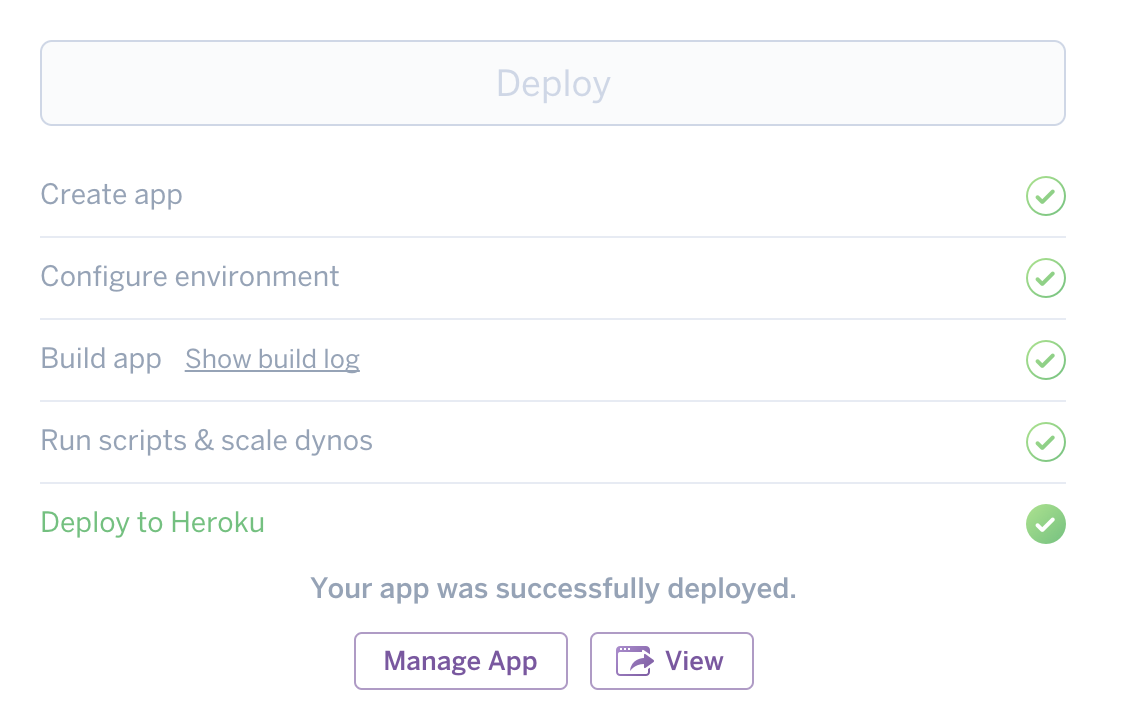 Deploy
Create app
Configure environment
Build app Show build log
Run scripts & scale dynos
Deploy to Heroku
Your app was successfully deployed.
Manage App View